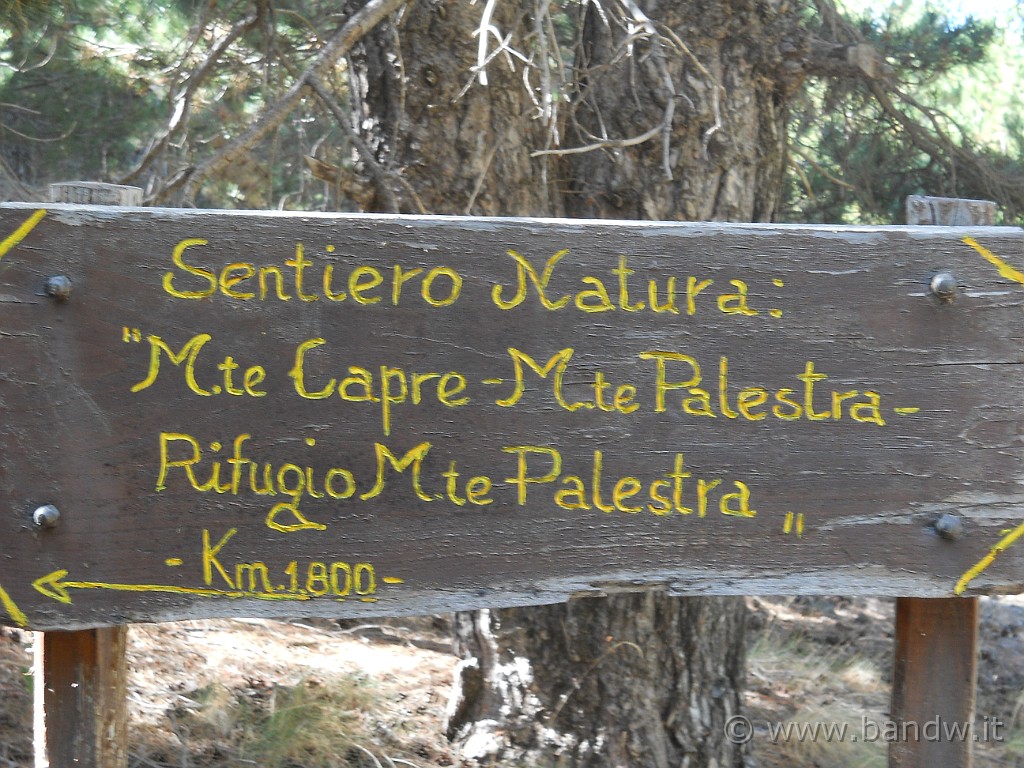 Sentiero Natura:
"M.te Capre - M.te Palestra -
Rifugio M.te Palestra „
- Km. 1.800 -
© www.bandw.it